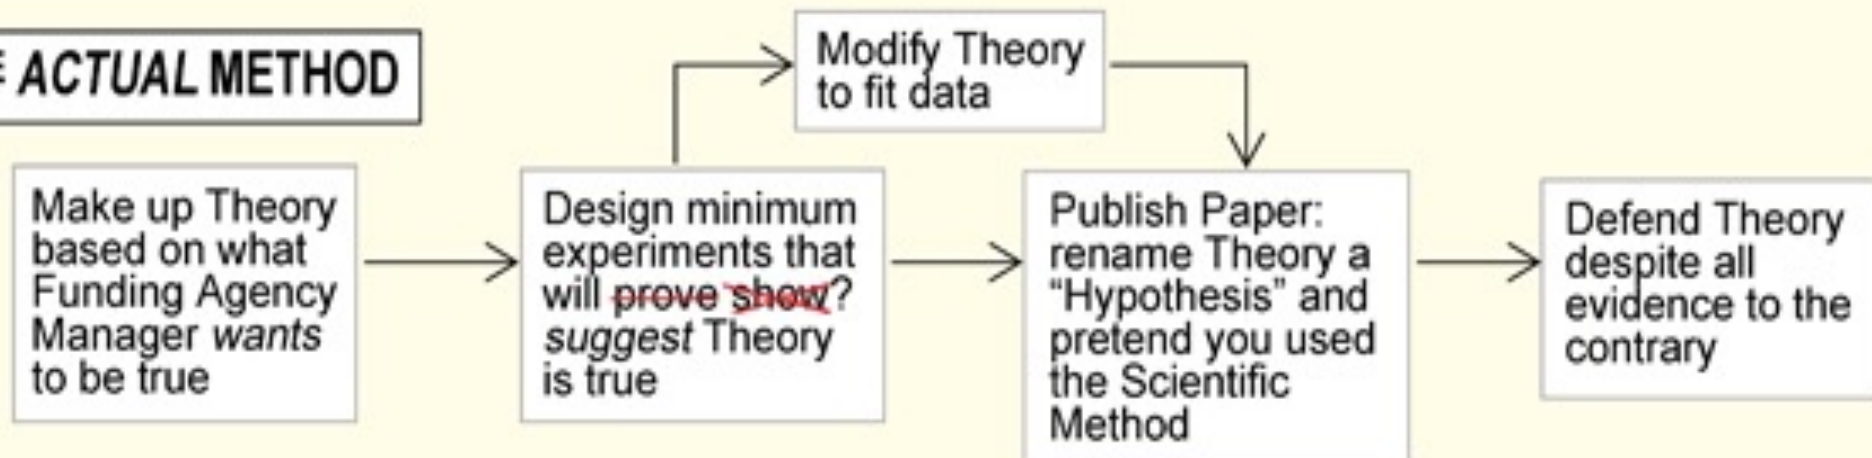 ACTUAL METHOD
Modify Theory
to fit data
Make up Theory
based on what
Funding Agency
Manager wants
to be true
Design minimum
experiments that
will prove show?
suggest Theory
is true
Publish Paper:
rename Theory a
“Hypothesis” and
pretend you used
the Scientific
Method
Defend Theory
despite all
evidence to the
contrary